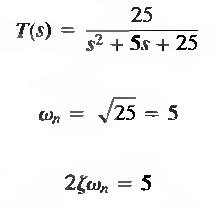 T(s) = 25 / (s² + 5s + 25)
ωₙ = √25 = 5
2ζωₙ = 5